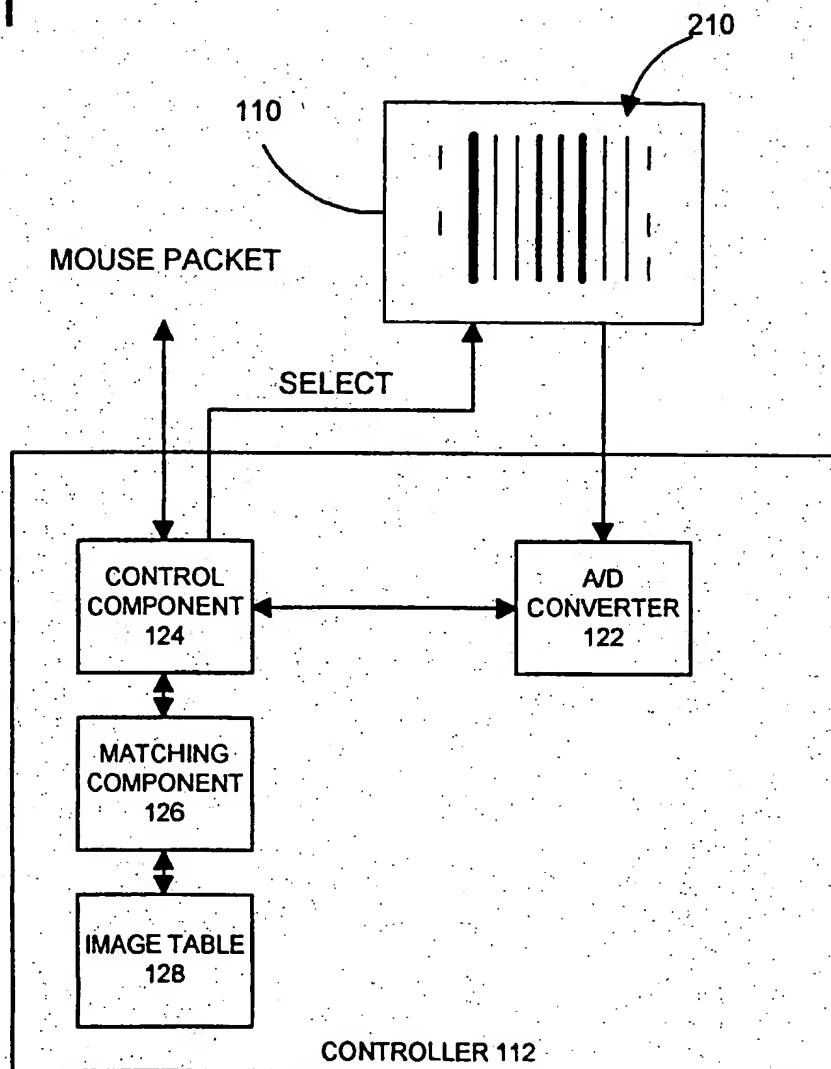 210
110
MOUSE PACKET
SELECT
CONTROL
COMPONENT
124
A/D
CONVERTER
122
MATCHING
COMPONENT
126
IMAGE TABLE
128
CONTROLLER 112